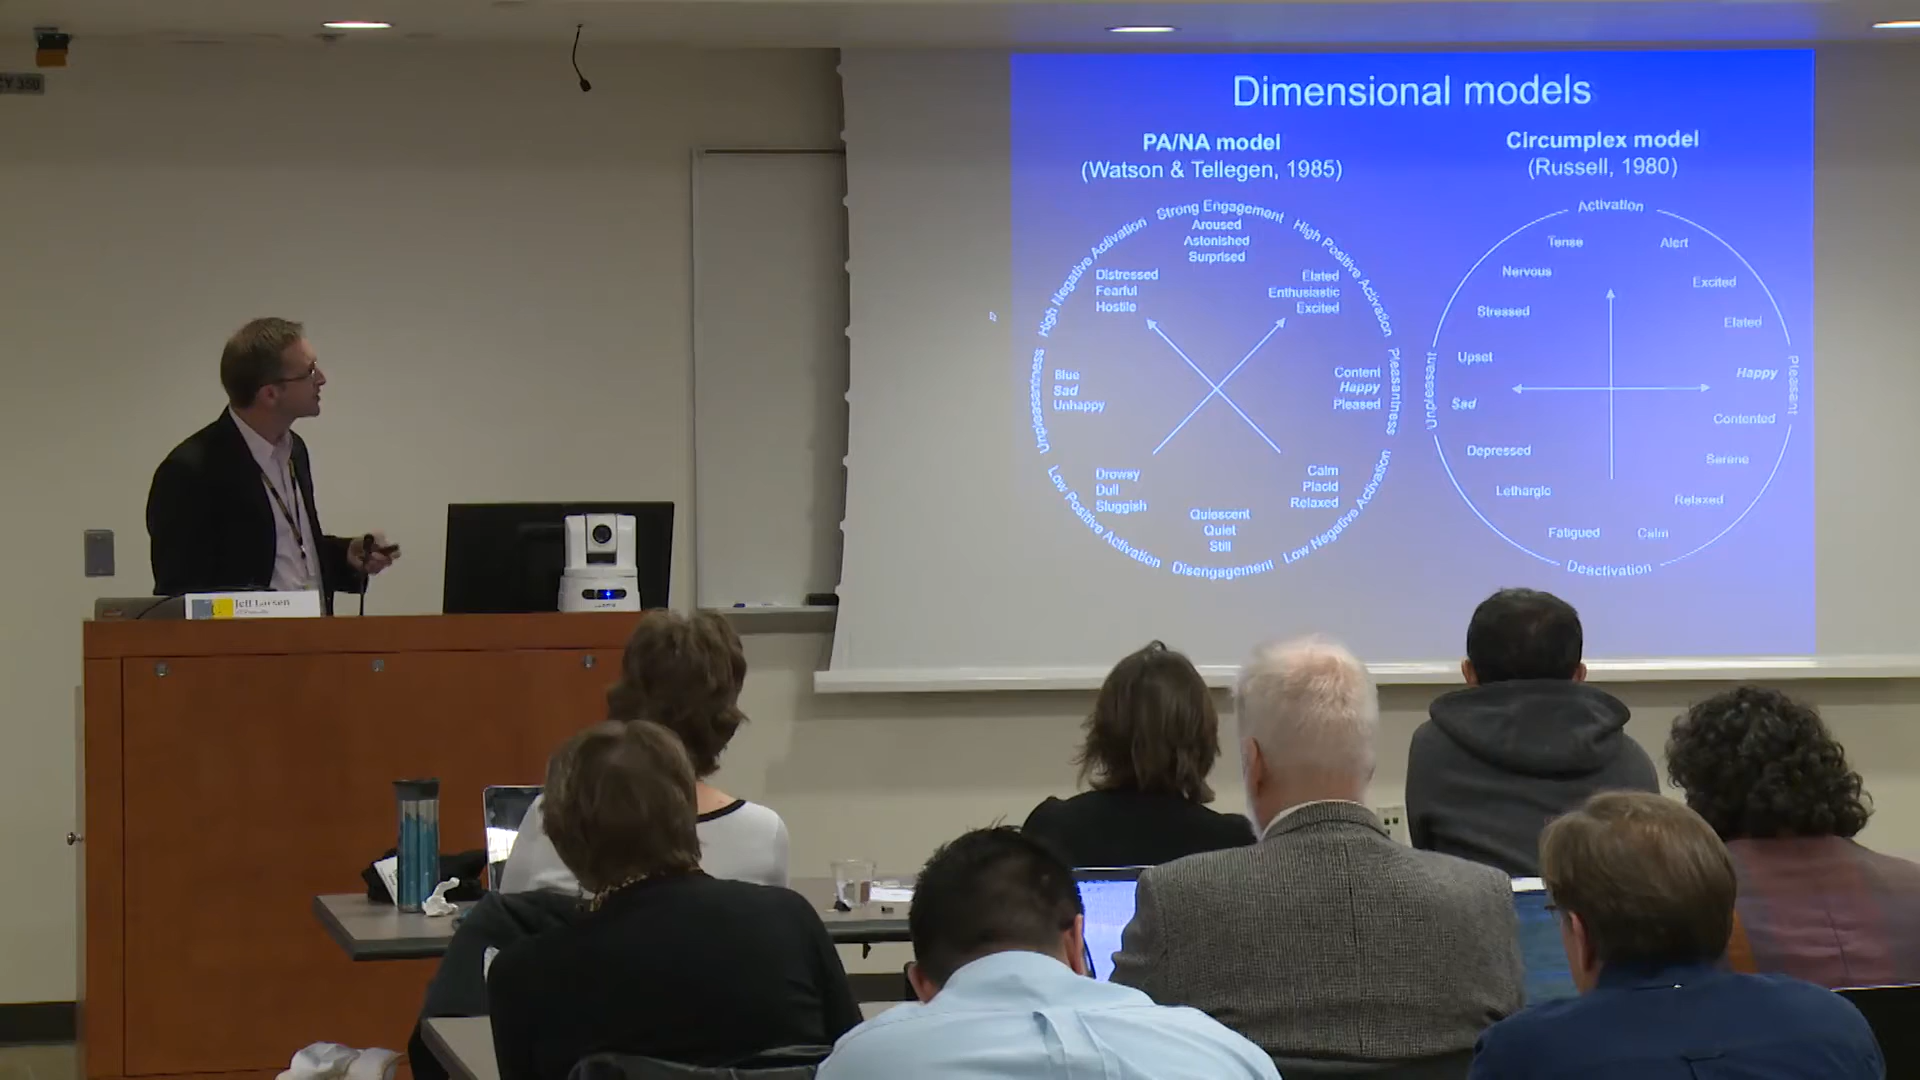 CY 350
Dimensional models
PA/NA model
(Watson & Tellegen, 1985)
Strong Engagement
High Positive Activation
Pleasantness
Low Negative Activation
Disengagement
Low Positive Activation
Unpleasantness
High Negative Activation
Aroused
Astonished
Surprised
Elated
Enthusiastic
Excited
Content
Happy
Pleased
Calm
Placid
Relaxed
Quiescent
Quiet
Still
Drowsy
Dull
Sluggish
Blue
Sad
Unhappy
Distressed
Fearful
Hostile
Circumplex model
(Russell, 1980)
Activation
Pleasant
Deactivation
Unpleasant
Tense
Alert
Nervous
Excited
Stressed
Elated
Upset
Happy
Sad
Contented
Depressed
Serene
Lethargic
Relaxed
Fatigued
Calm
Jeff Larsen